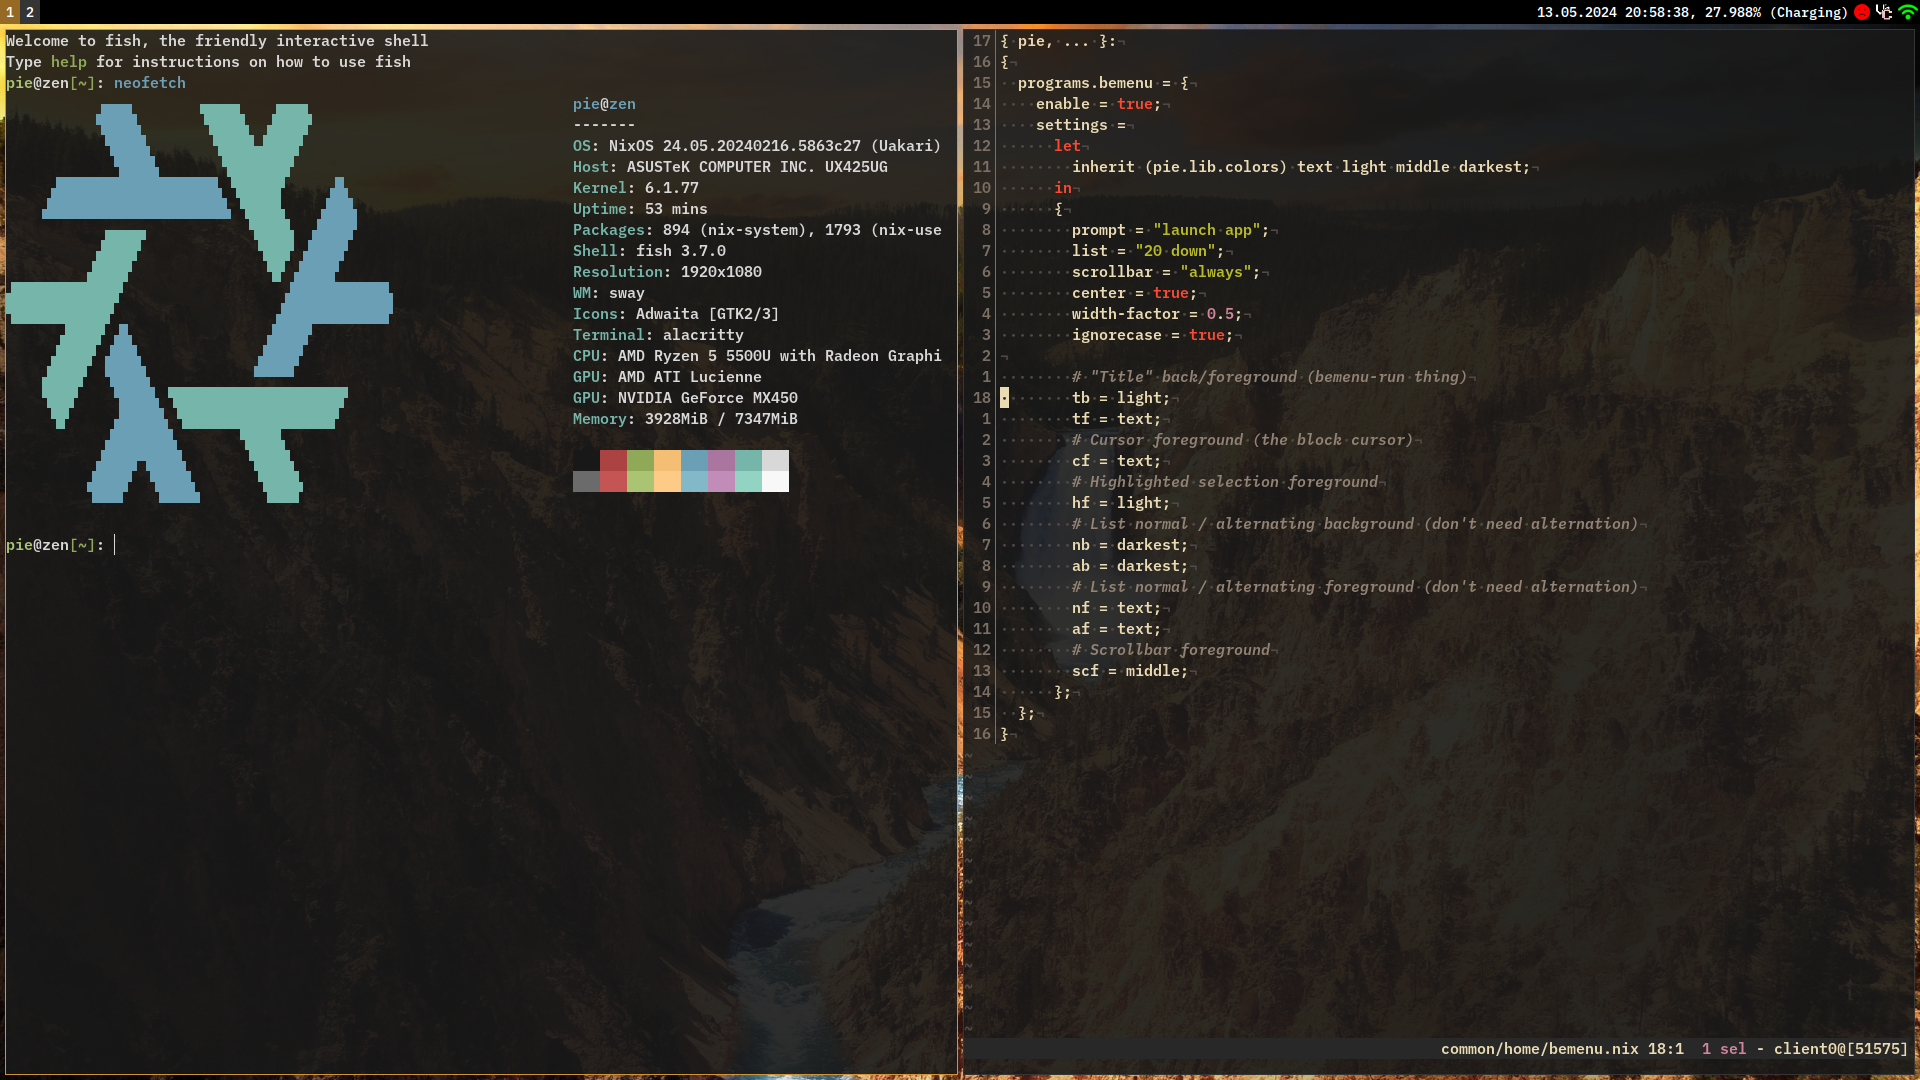 1 2
13.05.2024 20:58:38, 27.988% (Charging)
Welcome to fish, the friendly interactive shell
Type help for instructions on how to use fish
pie@zen[~]: neofetch
pie@zen
-------
OS: NixOS 24.05.20240216.5863c27 (Uakari)
Host: ASUSTeK COMPUTER INC. UX425UG
Kernel: 6.1.77
Uptime: 53 mins
Packages: 894 (nix-system), 1793 (nix-use
Shell: fish 3.7.0
Resolution: 1920x1080
WM: sway
Icons: Adwaita [GTK2/3]
Terminal: alacritty
CPU: AMD Ryzen 5 5500U with Radeon Graphi
GPU: AMD ATI Lucienne
GPU: NVIDIA GeForce MX450
Memory: 3928MiB / 7347MiB
pie@zen[~]:
17 { pie, ... }:¬
16 {¬
15 ··programs.bemenu = {¬
14 ····enable = true;¬
13 ····settings =¬
12 ······let¬
11 ········inherit (pie.lib.colors) text light middle darkest;¬
10 ······in¬
9 ······{¬
8 ········prompt = "launch app";¬
7 ········list = "20 down";¬
6 ········scrollbar = "always";¬
5 ········center = true;¬
4 ········width-factor = 0.5;¬
3 ········ignorecase = true;¬
2 ¬
1 ········# "Title" back/foreground (bemenu-run thing)¬
18 ········tb = light;¬
1 ········tf = text;¬
2 ········# Cursor foreground (the block cursor)¬
3 ········cf = text;¬
4 ········# Highlighted selection foreground¬
5 ········hf = light;¬
6 ········# List normal / alternating background (don't need alternation)¬
7 ········nb = darkest;¬
8 ········ab = darkest;¬
9 ········# List normal / alternating foreground (don't need alternation)¬
10 ········nf = text;¬
11 ········af = text;¬
12 ········# Scrollbar foreground¬
13 ········scf = middle;¬
14 ······};¬
15 ··};¬
16 }¬
~
~
~
~
~
~
~
~
~
~
~
~
~
~
common/home/bemenu.nix 18:1  1 sel - client0@[51575]